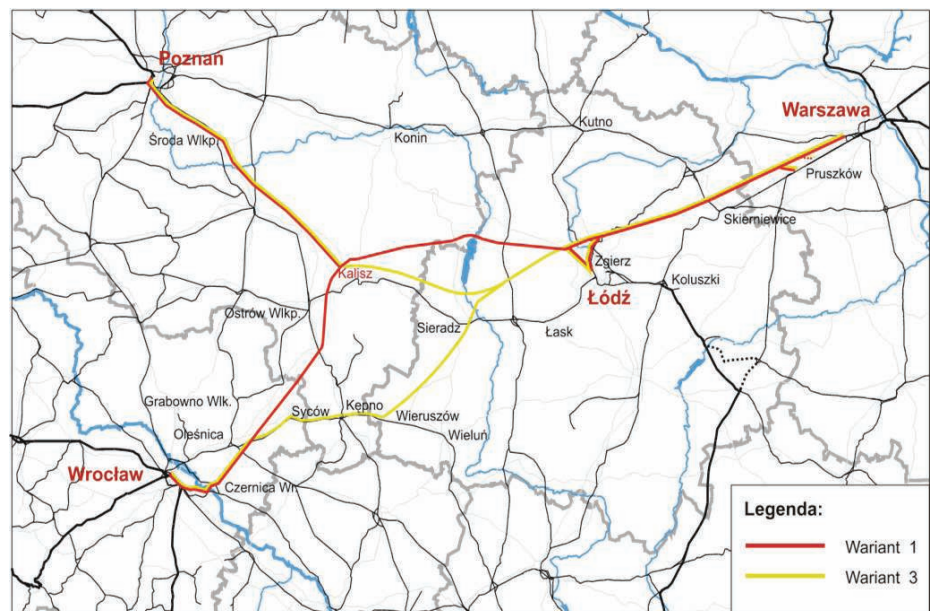 Poznań
Warszawa
Kutno
Konin
Środa Wlkp.
Pruszków
Skierniewice
Zgierz
Kalisz
Koluszki
Łódź
Ostrów Wlkp.
Sieradz
Łask
Grabowno Wlk.
Syców
Kępno
Wieruszów
Oleśnica
Wieluń
Wrocław
Czernica Wr.
Legenda:
Wariant 1
Wariant 3